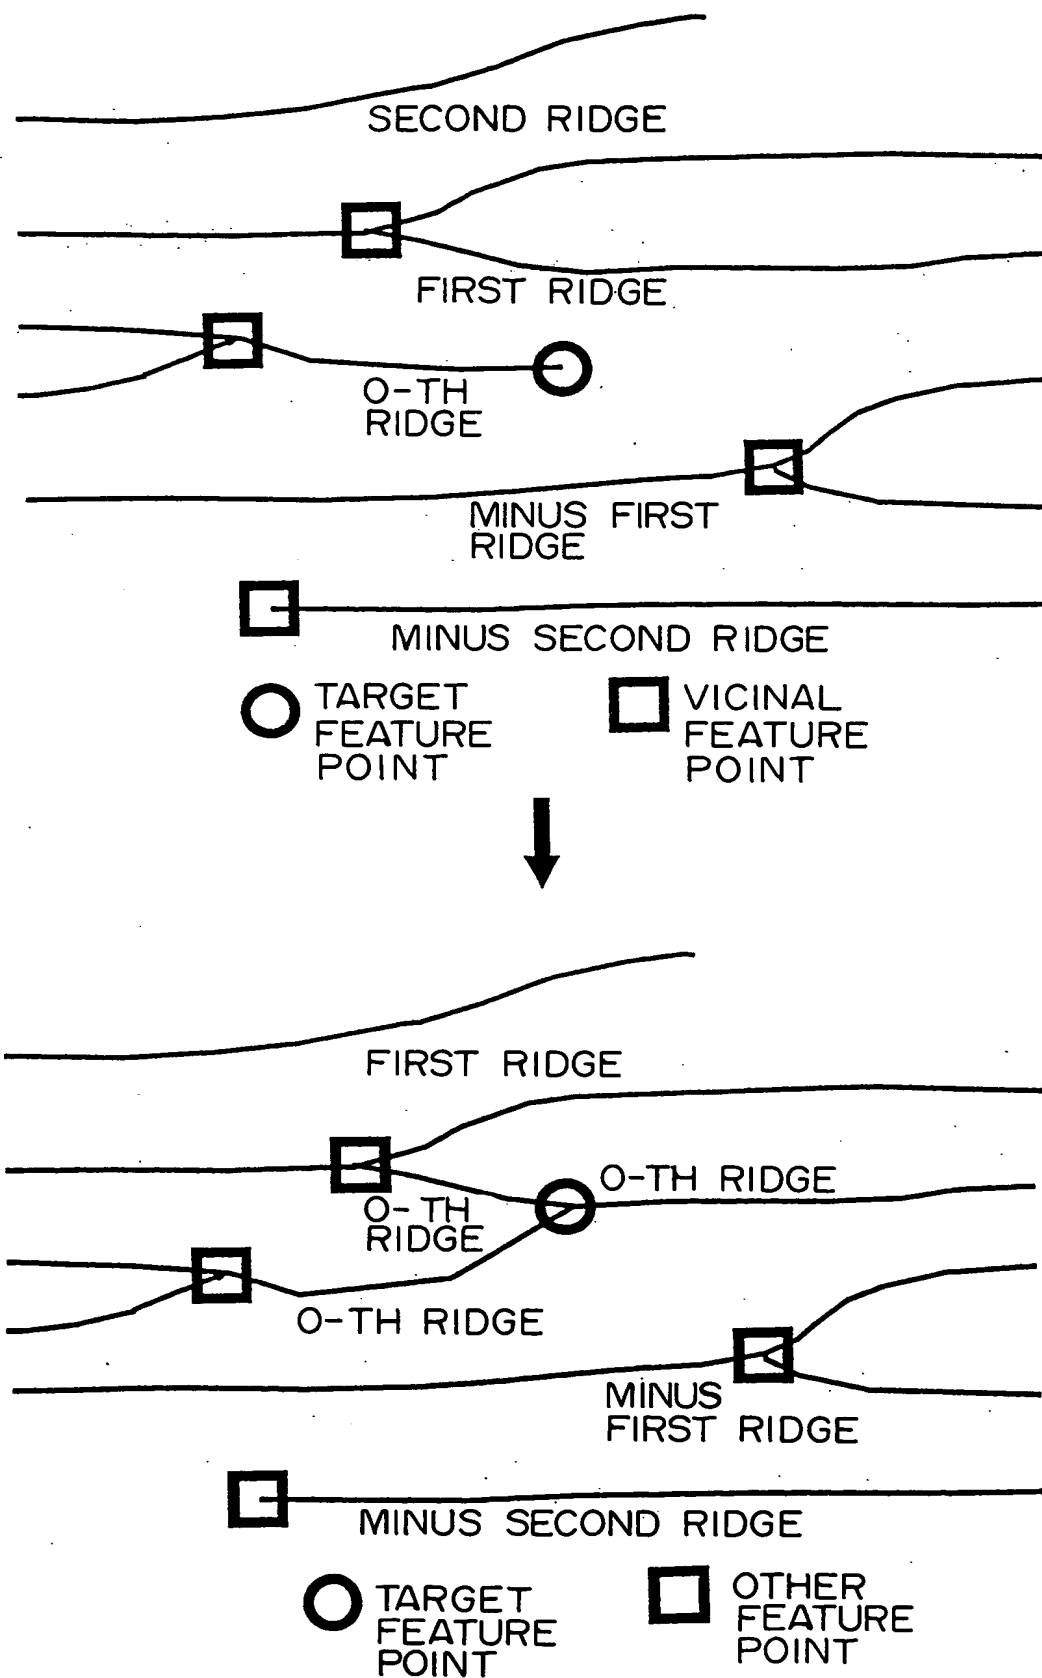 SECOND RIDGE
FIRST RIDGE
O-TH
RIDGE
MINUS FIRST
RIDGE
MINUS SECOND RIDGE
TARGET
FEATURE
POINT
VICINAL
FEATURE
POINT
FIRST RIDGE
O-TH RIDGE
O-TH
RIDGE
O-TH RIDGE
MINUS
FIRST RIDGE
MINUS SECOND RIDGE
TARGET
FEATURE
POINT
OTHER
FEATURE
POINT